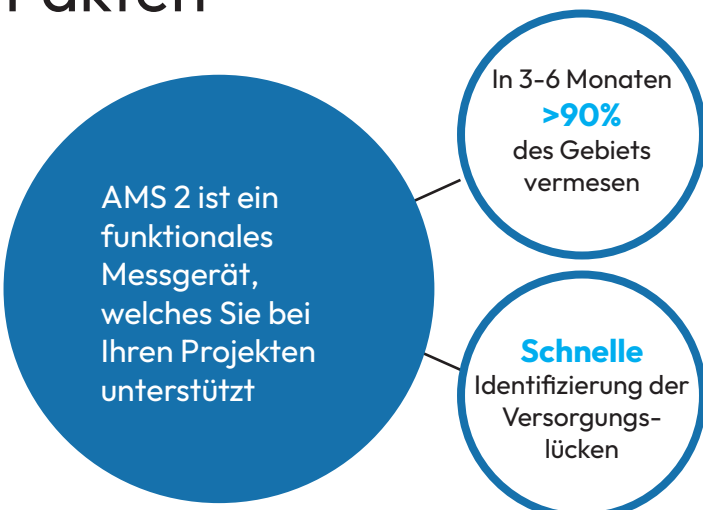 Fakten
In 3-6 Monaten
>90%
des Gebiets
vermesen
AMS 2 ist ein
funktionales
Messgerät,
welches Sie bei
Ihren Projekten
unterstützt
Schnelle
Identifizierung der
Versorgungs-
lücken